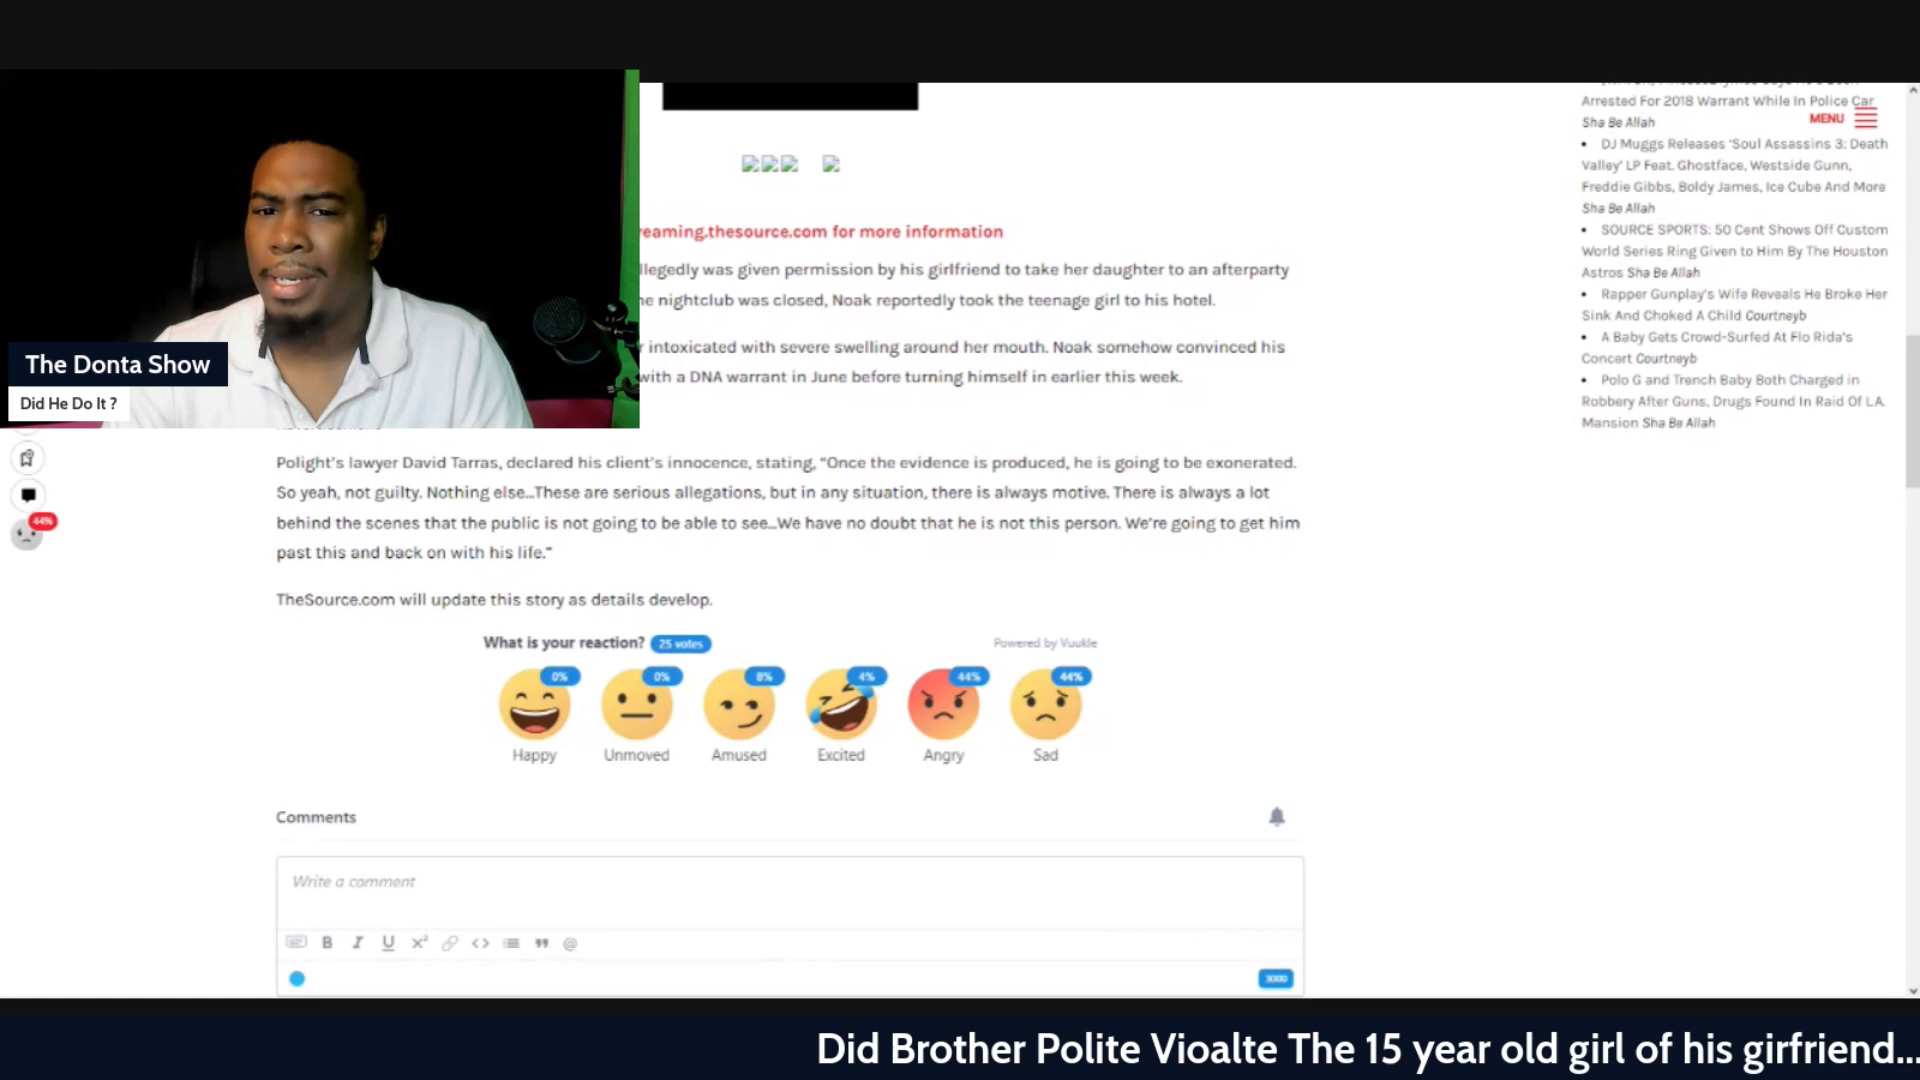 Arrested For 2018 Warrant While In Police Car
Sha Be Allah
MENU
DJ Muggs Releases ‘Soul Assassins 3: Death
Valley’ LP Feat. Ghostface, Westside Gunn,
Freddie Gibbs, Boldy James, Ice Cube And More
Sha Be Allah
SOURCE SPORTS: 50 Cent Shows Off Custom
World Series Ring Given to Him By The Houston
Astros Sha Be Allah
Rapper Gunplay's Wife Reveals He Broke Her
Sink And Choked A Child Courtneyb
A Baby Gets Crowd-Surfed At Flo Rida's
Concert Courtneyb
Polo G and Trench Baby Both Charged in
Robbery After Guns, Drugs Found In Raid Of L.A.
Mansion Sha Be Allah
reaming.thesource.com for more information
llegedly was given permission by his girlfriend to take her daughter to an afterparty
ne nightclub was closed, Noak reportedly took the teenage girl to his hotel.
r intoxicated with severe swelling around her mouth. Noak somehow convinced his
with a DNA warrant in June before turning himself in earlier this week.
The Donta Show
Did He Do It ?
44%
Polight's lawyer David Tarras, declared his client's innocence, stating, “Once the evidence is produced, he is going to be exonerated.
So yeah, not guilty. Nothing else…These are serious allegations, but in any situation, there is always motive. There is always a lot
behind the scenes that the public is not going to be able to see…We have no doubt that he is not this person. We're going to get him
past this and back on with his life.”
TheSource.com will update this story as details develop.
What is your reaction? 25 votes
Powered by Vuukle
0% 0% 8% 4% 44% 44%
Happy Unmoved Amused Excited Angry Sad
Comments
Write a comment
B I U X² <> @
3000
Did Brother Polite Vioalte The 15 year old girl of his girfriend...